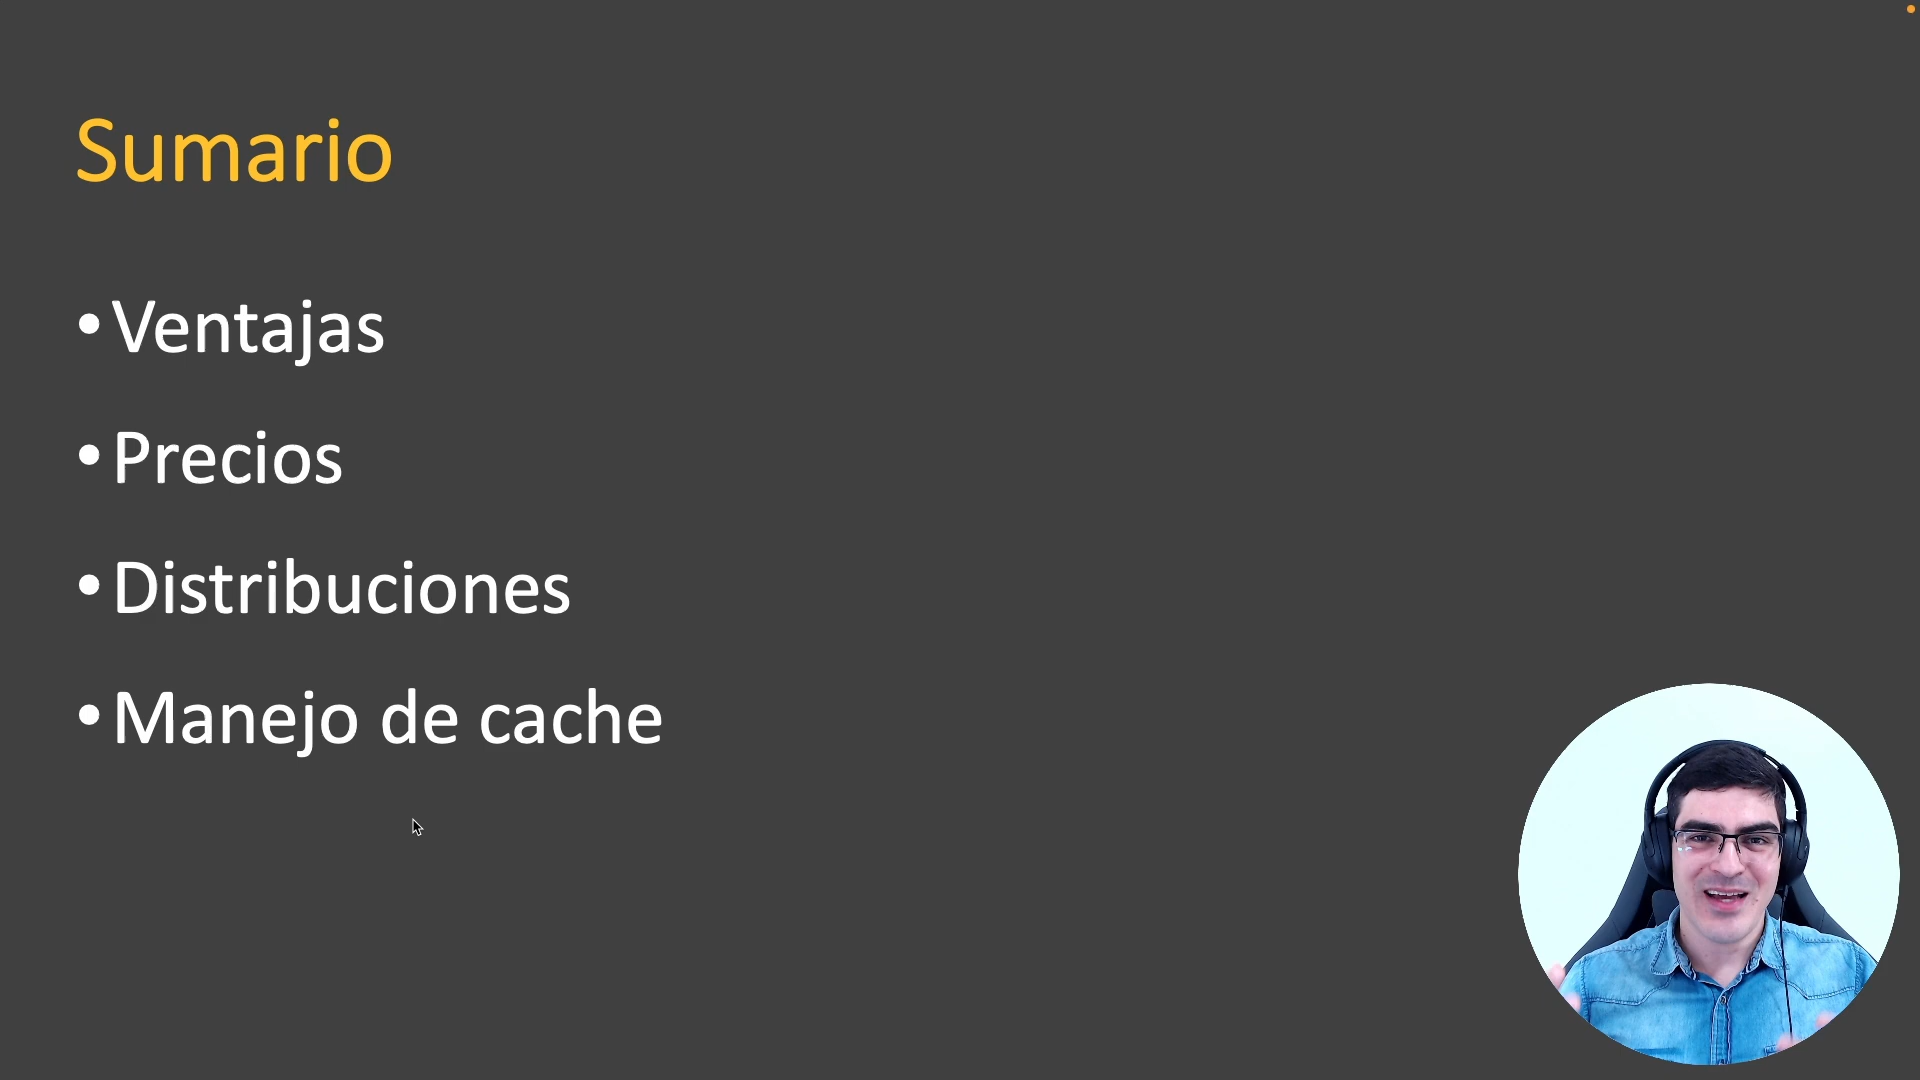 Sumario
• Ventajas
• Precios
• Distribuciones
• Manejo de cache